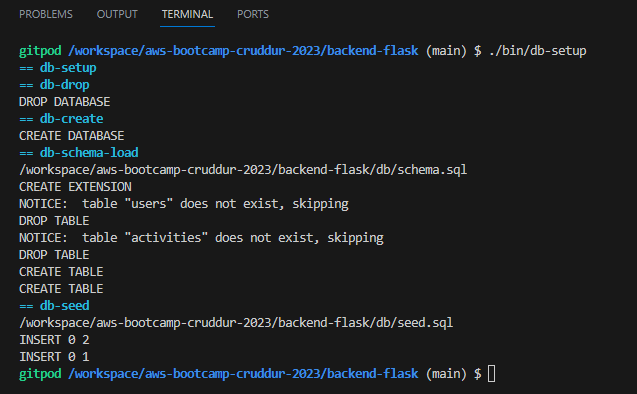 PROBLEMS OUTPUT TERMINAL PORTS
gitpod /workspace/aws-bootcamp-cruddur-2023/backend-flask (main) $ ./bin/db-setup
== db-setup
== db-drop
DROP DATABASE
== db-create
CREATE DATABASE
== db-schema-load
/workspace/aws-bootcamp-cruddur-2023/backend-flask/db/schema.sql
CREATE EXTENSION
NOTICE:  table "users" does not exist, skipping
DROP TABLE
NOTICE:  table "activities" does not exist, skipping
DROP TABLE
CREATE TABLE
CREATE TABLE
== db-seed
/workspace/aws-bootcamp-cruddur-2023/backend-flask/db/seed.sql
INSERT 0 2
INSERT 0 1
gitpod /workspace/aws-bootcamp-cruddur-2023/backend-flask (main) $